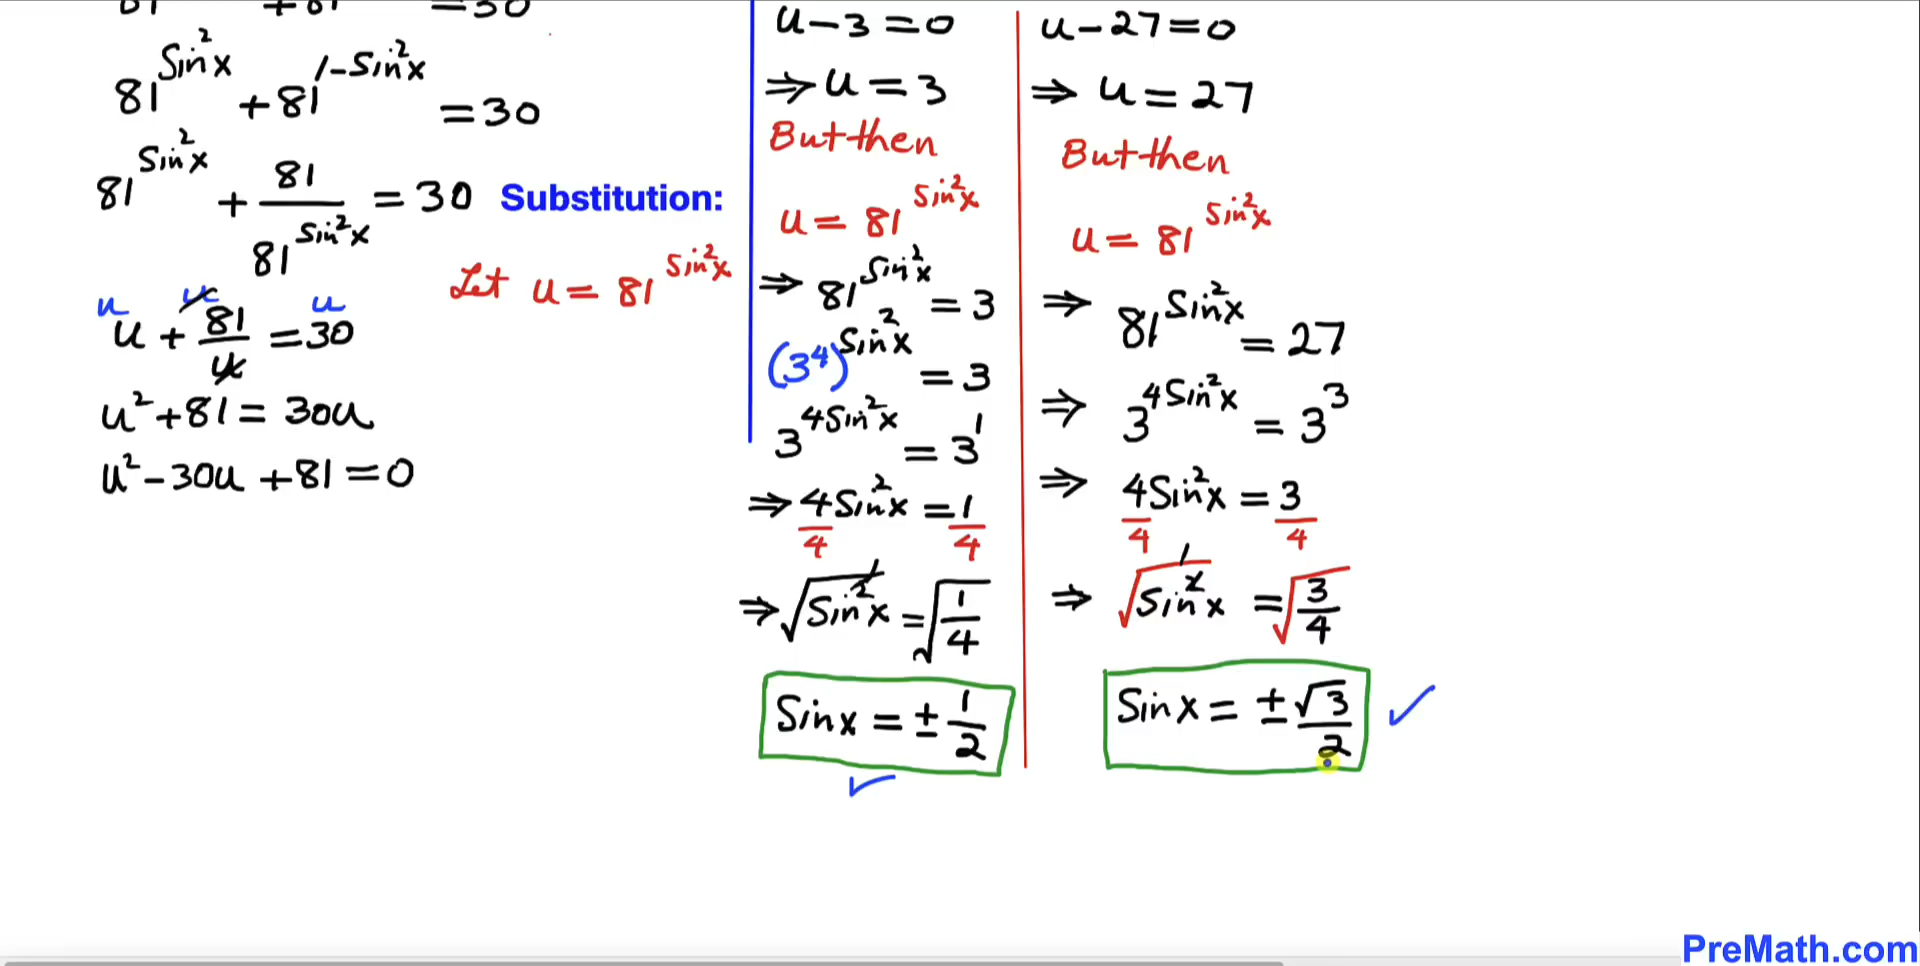 81 + 81 = 30
81^(Sin²x) + 81^(1-Sin²x) = 30
81^(Sin²x) + 81/81^(Sin²x) = 30
Substitution:
Let u = 81^(Sin²x)
u u u
u + 81/u = 30
u² + 81 = 30u
u² - 30u + 81 = 0
u - 3 = 0
⇒ u = 3
But then
u = 81^(Sin²x)
⇒ 81^(Sin²x) = 3
(3⁴)^(Sin²x) = 3
3^(4Sin²x) = 3¹
⇒ 4Sin²x/4 = 1/4
⇒ √Sin²x = √(1/4)
Sin x = ± 1/2
u - 27 = 0
⇒ u = 27
But then
u = 81^(Sin²x)
⇒ 81^(Sin²x) = 27
⇒ 3^(4Sin²x) = 3³
⇒ 4Sin²x/4 = 3/4
⇒ √Sin²x = √(3/4)
Sin x = ± √3/2
PreMath.com